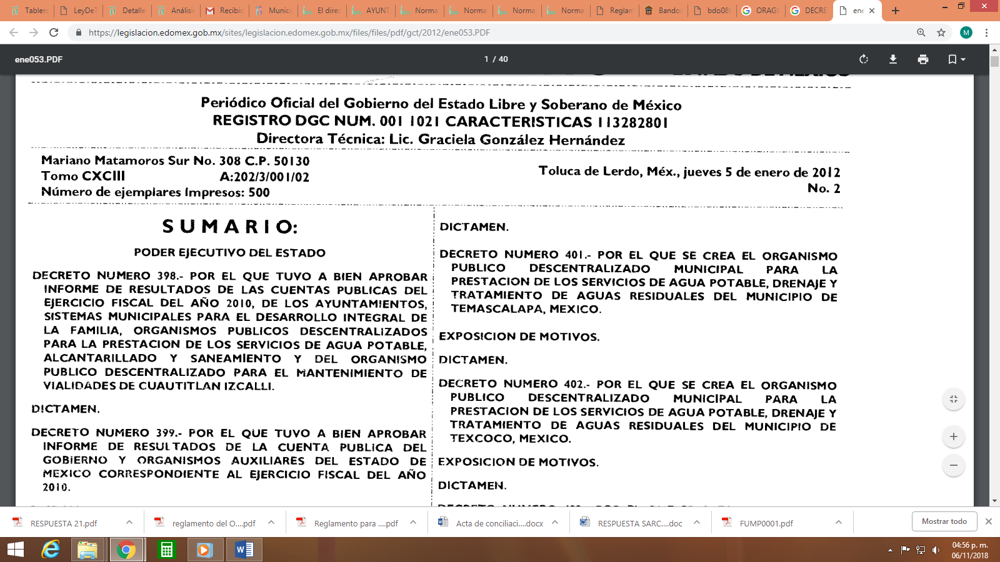 Tablero
LeyDeT
Detalle
Análisi
Recibid
Munici
El direc
AYUNT
Norma
Norma
Norma
Norma
Reglam
Bandos
bdo080
ORAGI
DECRE
ene
https://legislacion.edomex.gob.mx/sites/legislacion.edomex.gob.mx/files/files/pdf/gct/2012/ene053.PDF
M
ene053.PDF
1 / 40
Periódico Oficial del Gobierno del Estado Libre y Soberano de México
REGISTRO DGC NUM. 001 1021 CARACTERISTICAS 113282801
Directora Técnica: Lic. Graciela González Hernández
Mariano Matamoros Sur No. 308 C.P. 50130
Tomo CXCIII A:202/3/001/02
Número de ejemplares impresos: 500
Toluca de Lerdo, Méx., jueves 5 de enero de 2012
No. 2
SUMARIO:
PODER EJECUTIVO DEL ESTADO
DECRETO NUMERO 398.- POR EL QUE TUVO A BIEN APROBAR
INFORME DE RESULTADOS DE LAS CUENTAS PUBLICAS DEL
EJERCICIO FISCAL DEL AÑO 2010, DE LOS AYUNTAMIENTOS,
SISTEMAS MUNICIPALES PARA EL DESARROLLO INTEGRAL DE
LA FAMILIA, ORGANISMOS PUBLICOS DESCENTRALIZADOS
PARA LA PRESTACION DE LOS SERVICIOS DE AGUA POTABLE,
ALCANTARILLADO Y SANEAMIENTO Y DEL ORGANISMO
PUBLICO DESCENTRALIZADO PARA EL MANTENIMIENTO DE
VIALIDADES DE CUAUTITLAN IZCALLI.
DICTAMEN.
DECRETO NUMERO 399.- POR EL QUE TUVO A BIEN APROBAR
INFORME DE RESULTADOS DE LA CUENTA PUBLICA DEL
GOBIERNO Y ORGANISMOS AUXILIARES DEL ESTADO DE
MEXICO CORRESPONDIENTE AL EJERCICIO FISCAL DEL AÑO
2010.
DICTAMEN.
DECRETO NUMERO 401.- POR EL QUE SE CREA EL ORGANISMO
PUBLICO DESCENTRALIZADO MUNICIPAL PARA LA
PRESTACION DE LOS SERVICIOS DE AGUA POTABLE, DRENAJE Y
TRATAMIENTO DE AGUAS RESIDUALES DEL MUNICIPIO DE
TEMASCALAPA, MEXICO.
EXPOSICION DE MOTIVOS.
DICTAMEN.
DECRETO NUMERO 402.- POR EL QUE SE CREA EL ORGANISMO
PUBLICO DESCENTRALIZADO MUNICIPAL PARA LA
PRESTACION DE LOS SERVICIOS DE AGUA POTABLE, DRENAJE Y
TRATAMIENTO DE AGUAS RESIDUALES DEL MUNICIPIO DE
TEXCOCO, MEXICO.
EXPOSICION DE MOTIVOS.
DICTAMEN.
RESPUESTA 21.pdf
reglamento del O....pdf
Reglamento para ....pdf
Acta de conciliaci....docx
RESPUESTA SARC....doc
FUMP0001.pdf
Mostrar todo
04:56 p. m.
06/11/2018